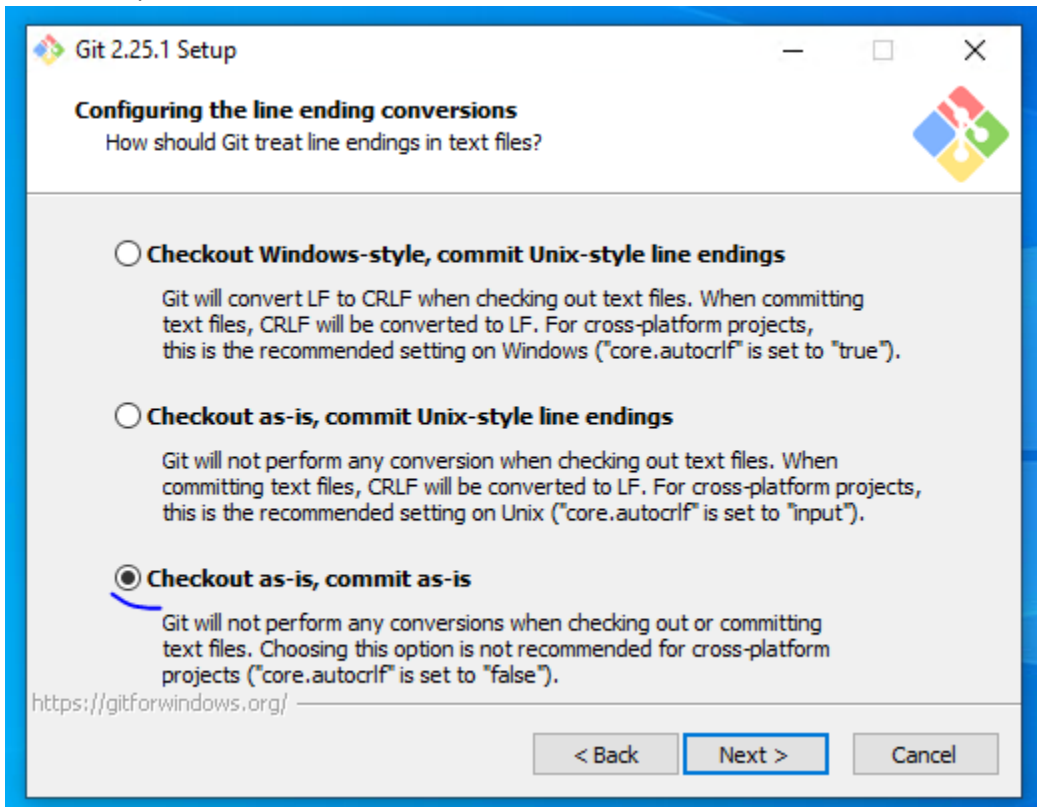 Git 2.25.1 Setup
Configuring the line ending conversions
How should Git treat line endings in text files?
Checkout Windows-style, commit Unix-style line endings
Git will convert LF to CRLF when checking out text files. When committing
text files, CRLF will be converted to LF. For cross-platform projects,
this is the recommended setting on Windows ("core.autocrlf" is set to "true").
Checkout as-is, commit Unix-style line endings
Git will not perform any conversion when checking out text files. When
committing text files, CRLF will be converted to LF. For cross-platform projects,
this is the recommended setting on Unix ("core.autocrlf" is set to "input").
Checkout as-is, commit as-is
Git will not perform any conversions when checking out or committing
text files. Choosing this option is not recommended for cross-platform
projects ("core.autocrlf" is set to "false").
https://gitforwindows.org/
< Back Next > Cancel